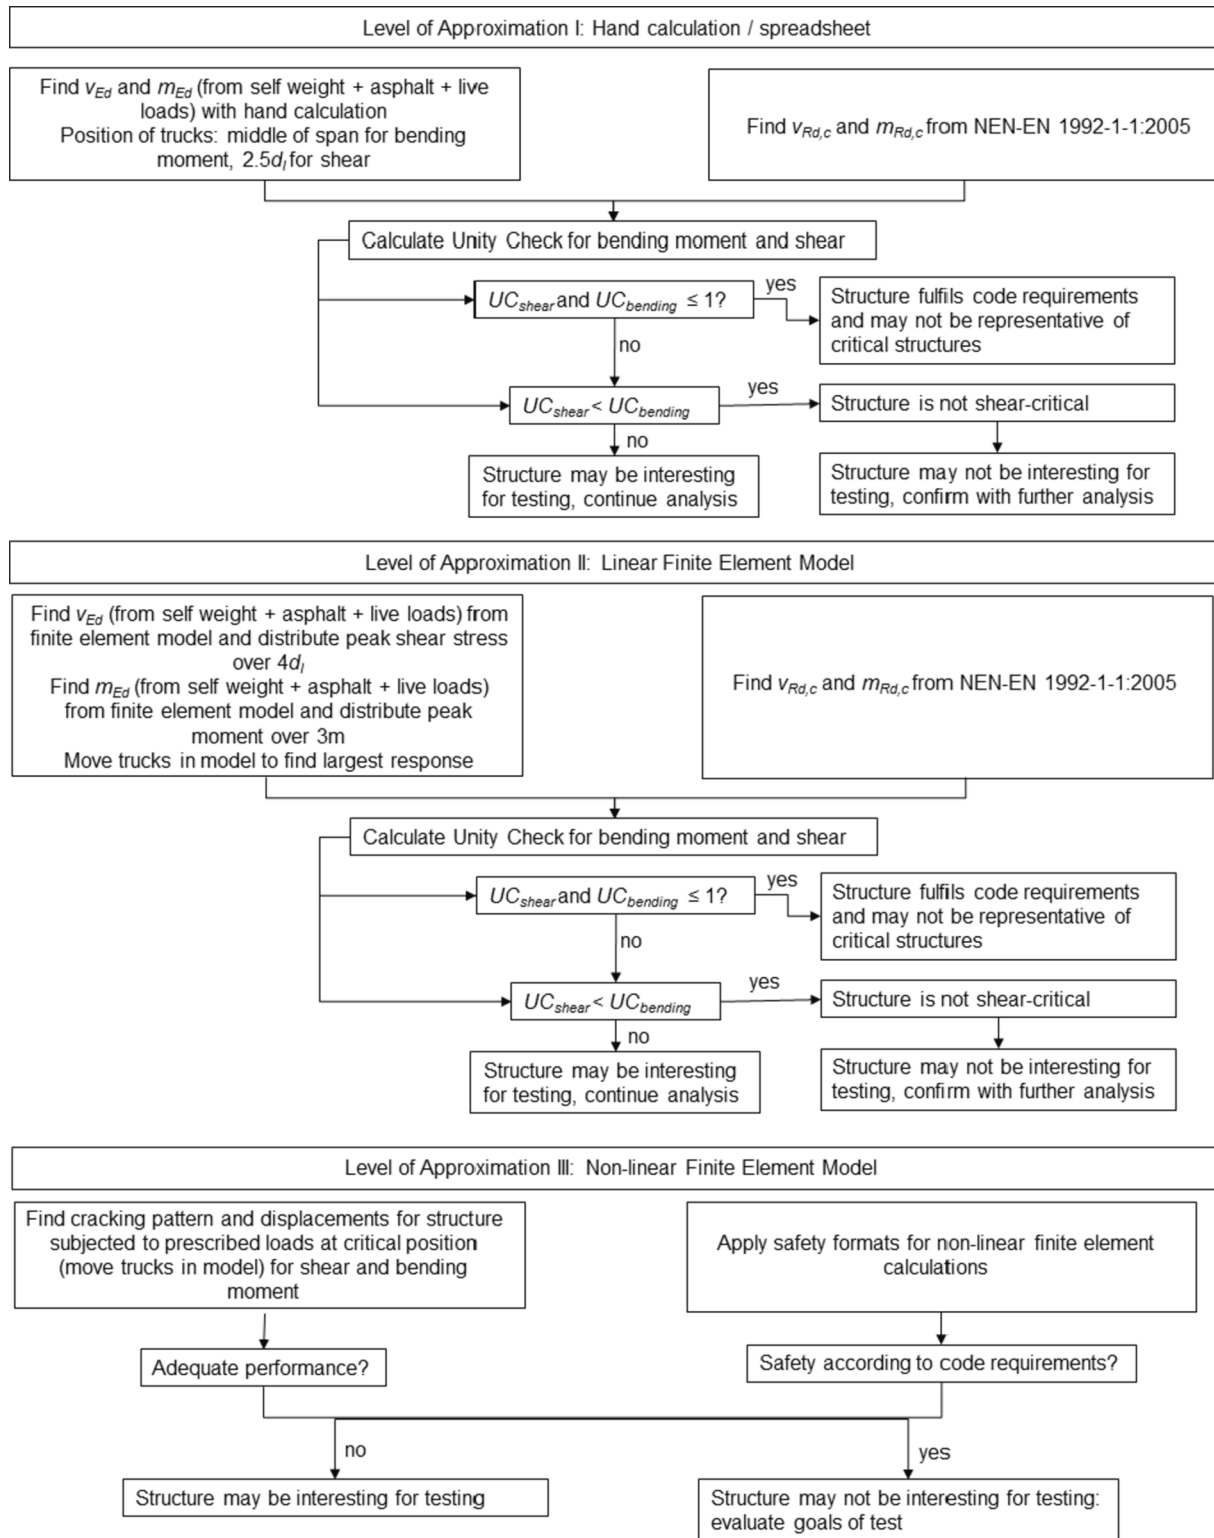 Level of Approximation I: Hand calculation / spreadsheet
Find vEd and mEd (from self weight + asphalt + live
loads) with hand calculation
Position of trucks: middle of span for bending
moment, 2.5dl for shear
Find vRd,c and mRd,c from NEN-EN 1992-1-1:2005
Calculate Unity Check for bending moment and shear
UCshear and UCbending ≤ 1?
yes
Structure fulfils code requirements
and may not be representative of
critical structures
no
UCshear < UCbending
yes
Structure is not shear-critical
no
Structure may be interesting
for testing, continue analysis
Structure may not be interesting for
testing, confirm with further analysis
Level of Approximation II: Linear Finite Element Model
Find vEd (from self weight + asphalt + live loads) from
finite element model and distribute peak shear stress
over 4dl
Find mEd (from self weight + asphalt + live loads)
from finite element model and distribute peak
moment over 3m
Move trucks in model to find largest response
Find vRd,c and mRd,c from NEN-EN 1992-1-1:2005
Calculate Unity Check for bending moment and shear
UCshear and UCbending ≤ 1?
yes
Structure fulfils code requirements
and may not be representative of
critical structures
no
UCshear < UCbending
yes
Structure is not shear-critical
no
Structure may be interesting
for testing, continue analysis
Structure may not be interesting for
testing, confirm with further analysis
Level of Approximation III: Non-linear Finite Element Model
Find cracking pattern and displacements for structure
subjected to prescribed loads at critical position
(move trucks in model) for shear and bending
moment
Apply safety formats for non-linear finite element
calculations
Adequate performance?
Safety according to code requirements?
no
yes
Structure may be interesting for testing
Structure may not be interesting for testing:
evaluate goals of test